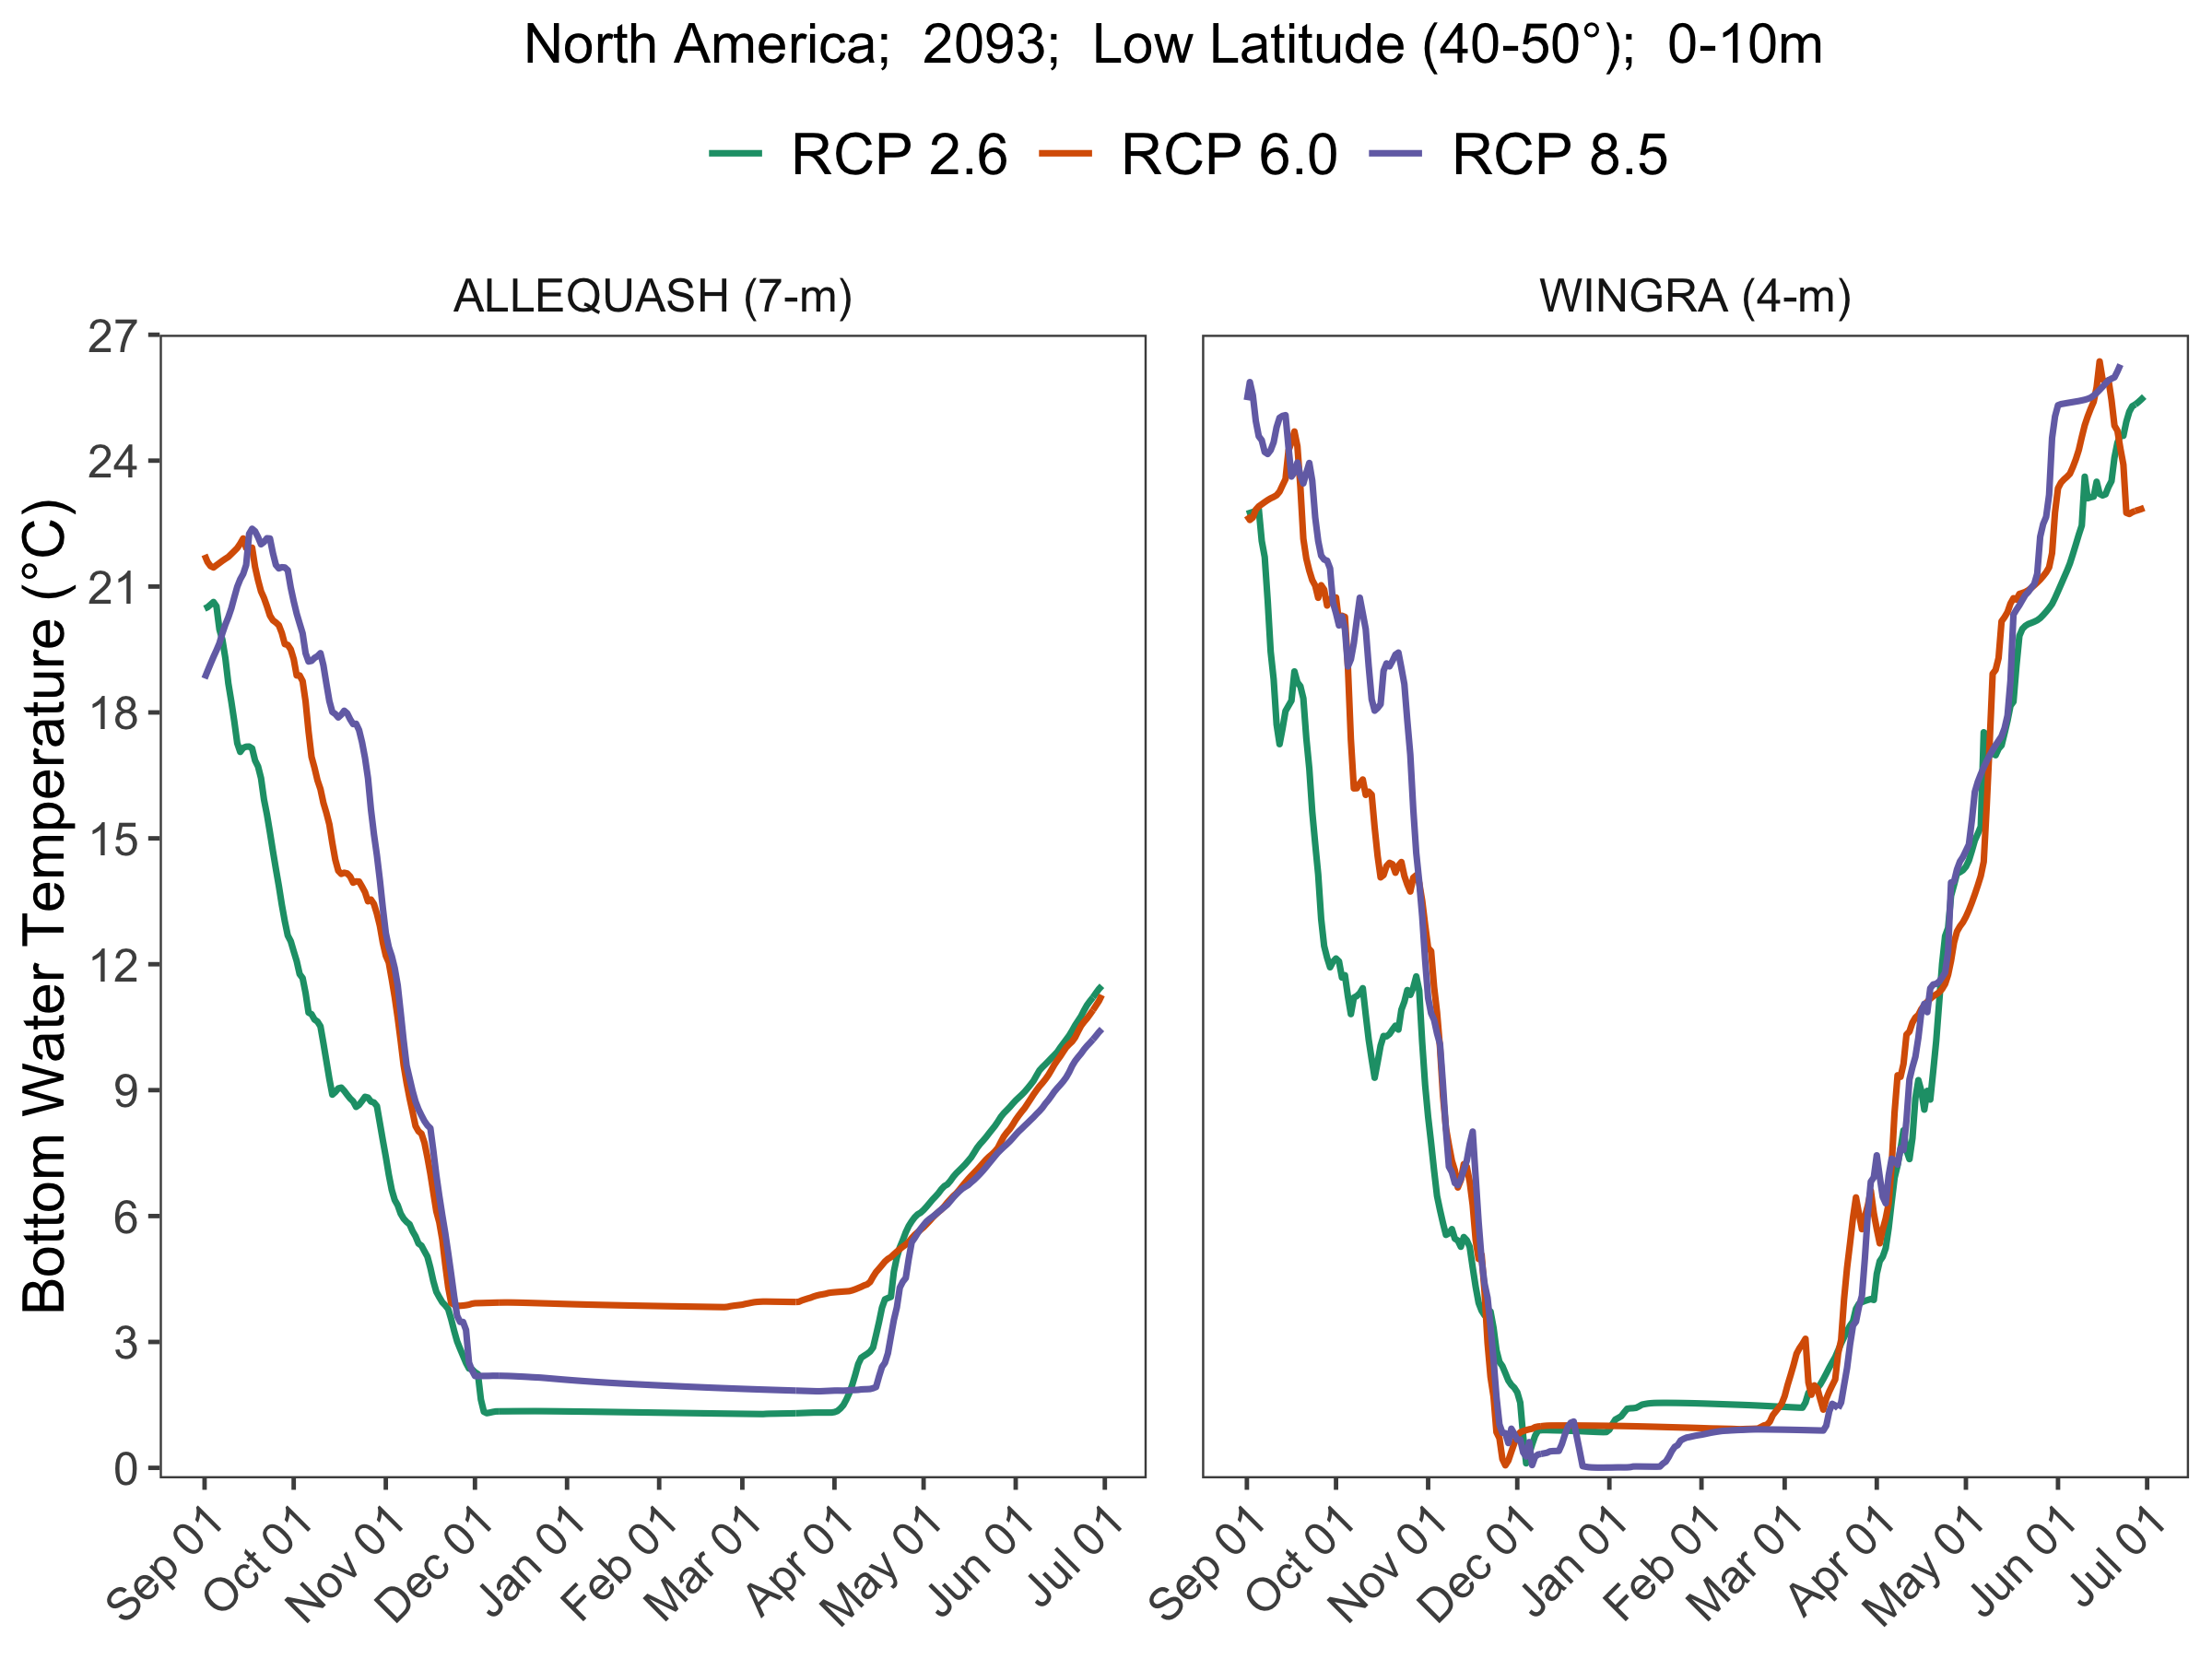 North America; 2093; Low Latitude (40-50°); 0-10m
RCP 2.6 RCP 6.0 RCP 8.5
ALLEQUASH (7-m) WINGRA (4-m)
Bottom Water Temperature (°C)
27
24
21
18
15
12
9
6
3
0
Sep 01 Oct 01 Nov 01 Dec 01 Jan 01 Feb 01 Mar 01 Apr 01 May 01 Jun 01 Jul 01 Sep 01 Oct 01 Nov 01 Dec 01 Jan 01 Feb 01 Mar 01 Apr 01 May 01 Jun 01 Jul 01